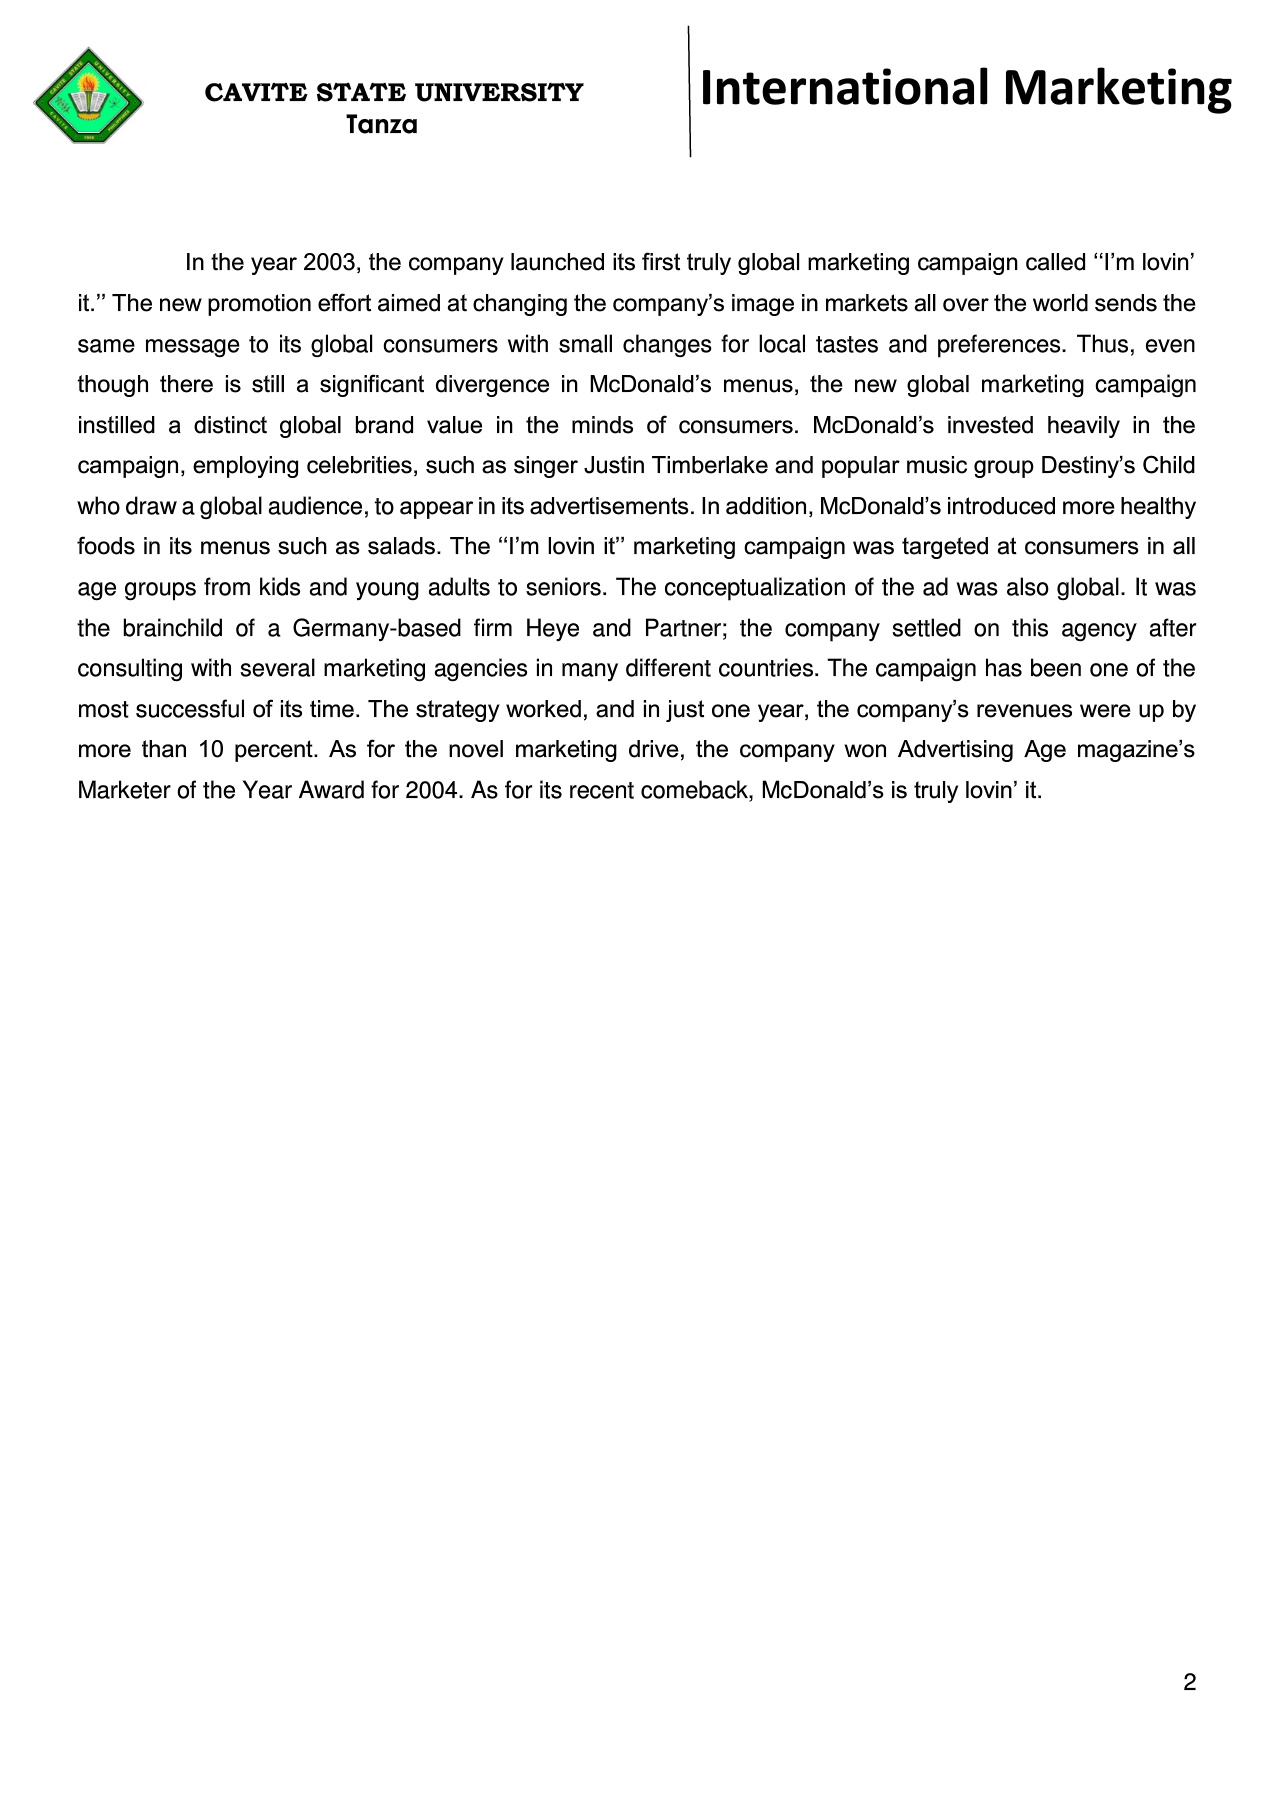 CAVITE STATE UNIVERSITY
Tanza
International Marketing
In the year 2003, the company launched its first truly global marketing campaign called ‘‘I’m lovin’
it.’’ The new promotion effort aimed at changing the company’s image in markets all over the world sends the
same message to its global consumers with small changes for local tastes and preferences. Thus, even
though there is still a significant divergence in McDonald’s menus, the new global marketing campaign
instilled a distinct global brand value in the minds of consumers. McDonald’s invested heavily in the
campaign, employing celebrities, such as singer Justin Timberlake and popular music group Destiny’s Child
who draw a global audience, to appear in its advertisements. In addition, McDonald’s introduced more healthy
foods in its menus such as salads. The ‘‘I’m lovin it’’ marketing campaign was targeted at consumers in all
age groups from kids and young adults to seniors. The conceptualization of the ad was also global. It was
the brainchild of a Germany-based firm Heye and Partner; the company settled on this agency after
consulting with several marketing agencies in many different countries. The campaign has been one of the
most successful of its time. The strategy worked, and in just one year, the company’s revenues were up by
more than 10 percent. As for the novel marketing drive, the company won Advertising Age magazine’s
Marketer of the Year Award for 2004. As for its recent comeback, McDonald’s is truly lovin’ it.
2